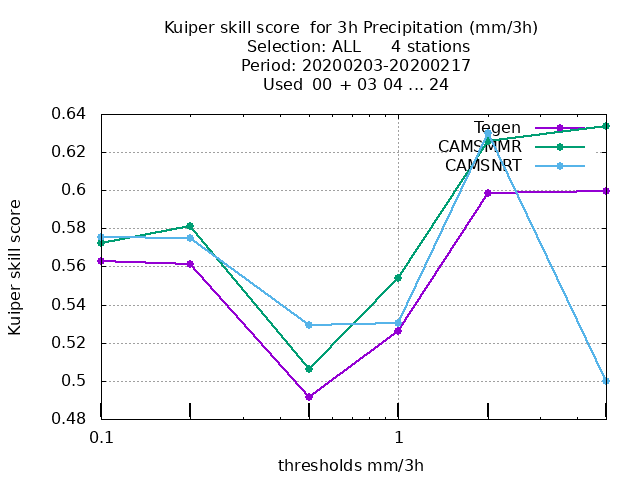 Kuiper skill score  for 3h Precipitation (mm/3h)
Selection: ALL      4 stations
Period: 20200203-20200217
Used  00 + 03 04 ... 24
Kuiper skill score
0.64
0.62
0.6
0.58
0.56
0.54
0.52
0.5
0.48
Tegen
CAMSMMR
CAMSNRT
0.1
1
thresholds mm/3h